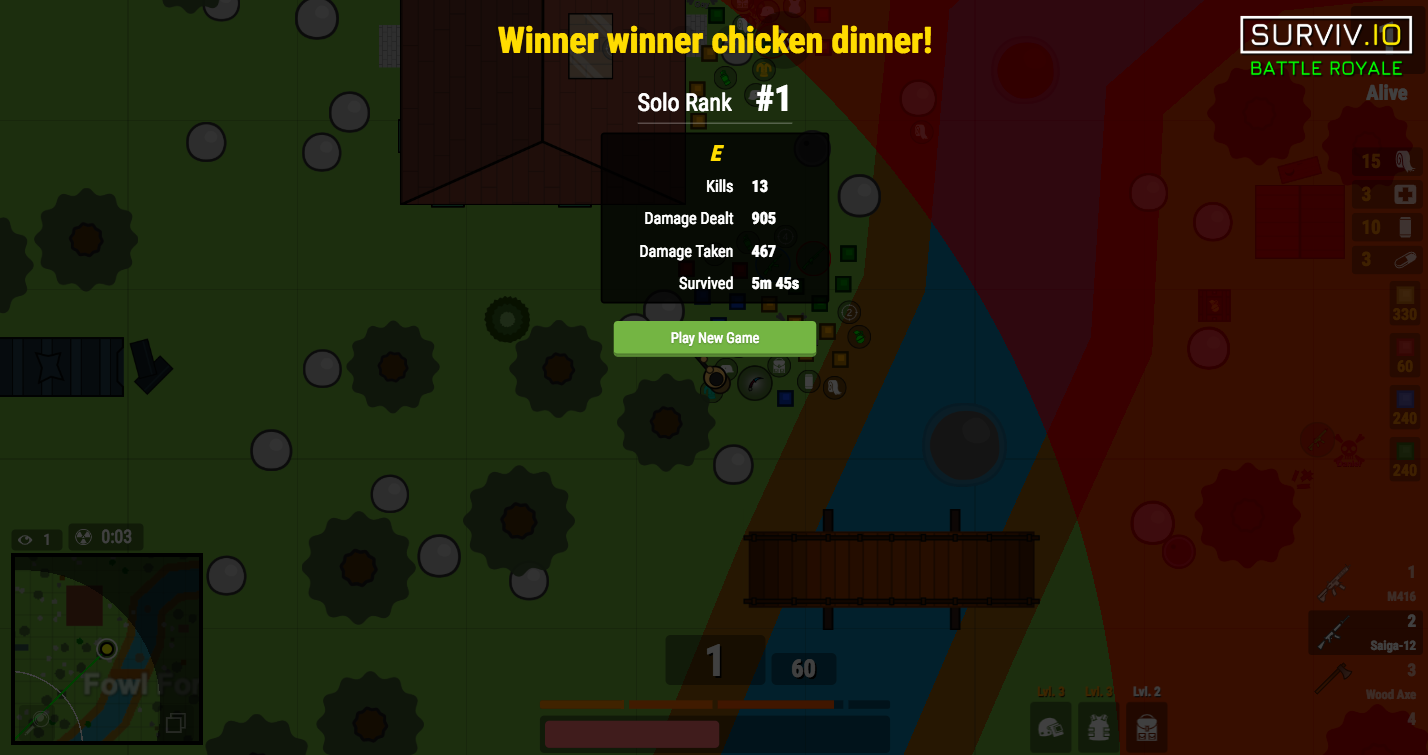 Winner winner chicken dinner!
SURVIV.IO
BATTLE ROYALE
Alive
Solo Rank #1
E
Kills 13
Damage Dealt 905
Damage Taken 467
Survived 5m 45s
Play New Game
15
3
10
3
330
60
240
240
2
1
0:03
Fowl For
1 60
1
M416
2
Saiga-12
3
Wood Axe
4
Lvl. 3 Lvl. 3 Lvl. 2